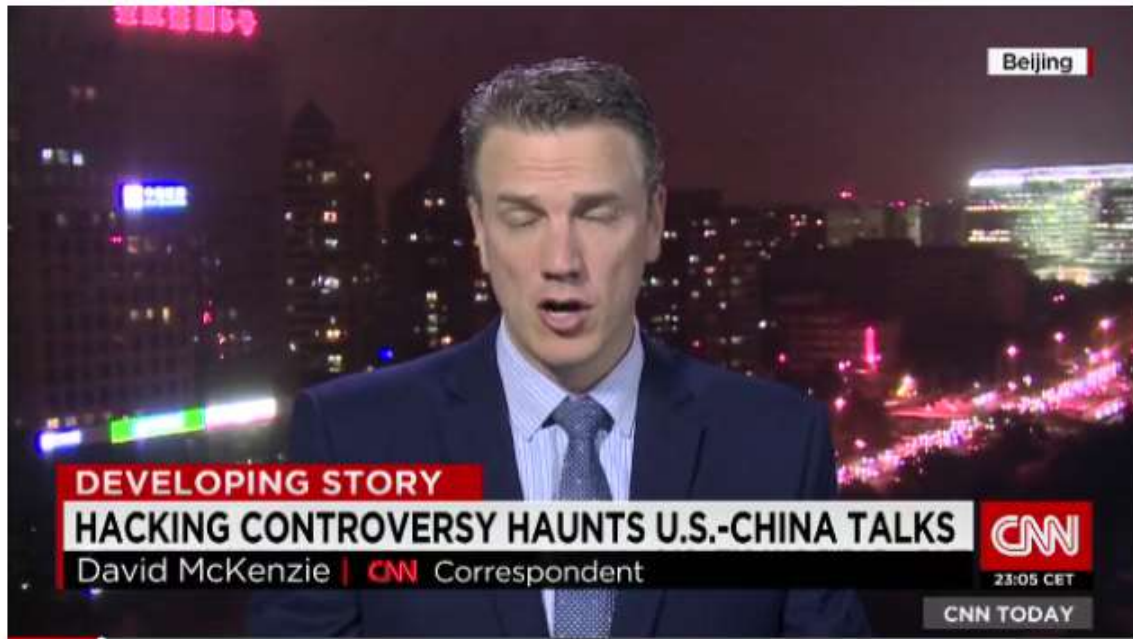 Beijing
DEVELOPING STORY
HACKING CONTROVERSY HAUNTS U.S.-CHINA TALKS
David McKenzie | CNN Correspondent
CNN
23:05 CET
CNN TODAY